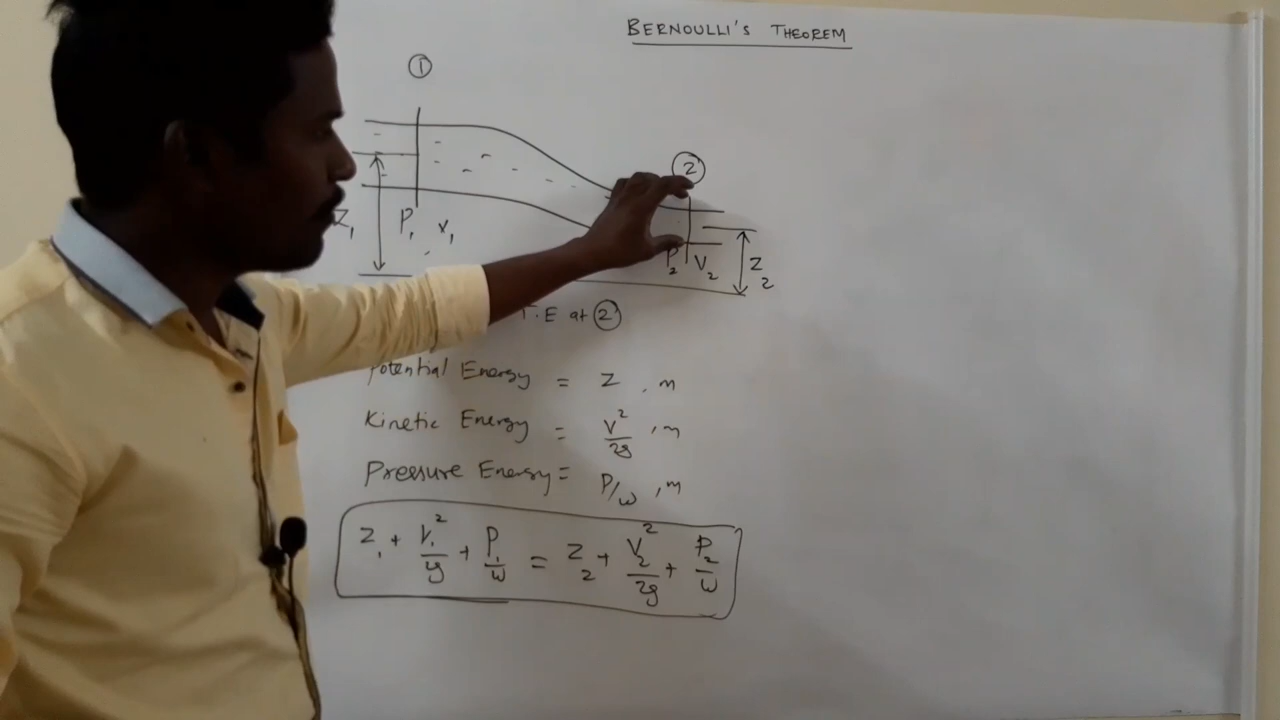 BERNOULLI'S THEOREM
①
②
Z₁ P₁ V₁
P₂ V₂ Z₂
T.E at ②
Potential Energy = Z , m
Kinetic Energy = V²/2g , m
Pressure Energy = P/ω , m
Z₁ + V₁²/g + P₁/ω = Z₂ + V₂²/2g + P₂/ω